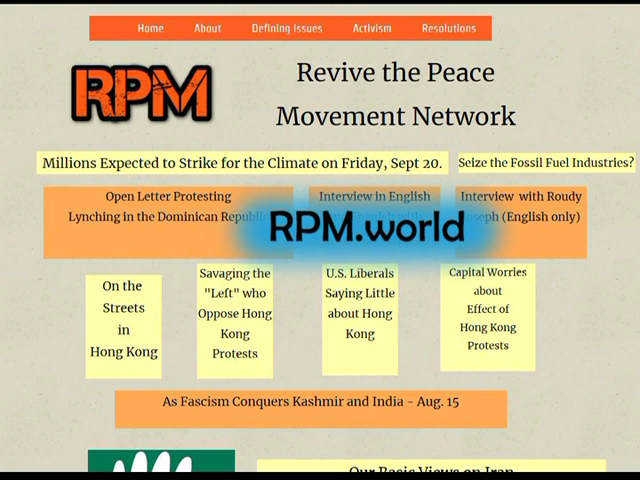 Home About Defining Issues Activism Resolutions
RPM
Revive the Peace
Movement Network
Millions Expected to Strike for the Climate on Friday, Sept 20.
Seize the Fossil Fuel Industries?
Open Letter Protesting
Lynching in the Dominican Republic
Interview in English
with
Interview with Roudy
Joseph (English only)
RPM.world
On the
Streets
in
Hong Kong
Savaging the
"Left" who
Oppose Hong
Kong
Protests
U.S. Liberals
Saying Little
about Hong
Kong
Capital Worries
about
Effect of
Hong Kong
Protests
As Fascism Conquers Kashmir and India - Aug. 15
Our Basic Views on Iran